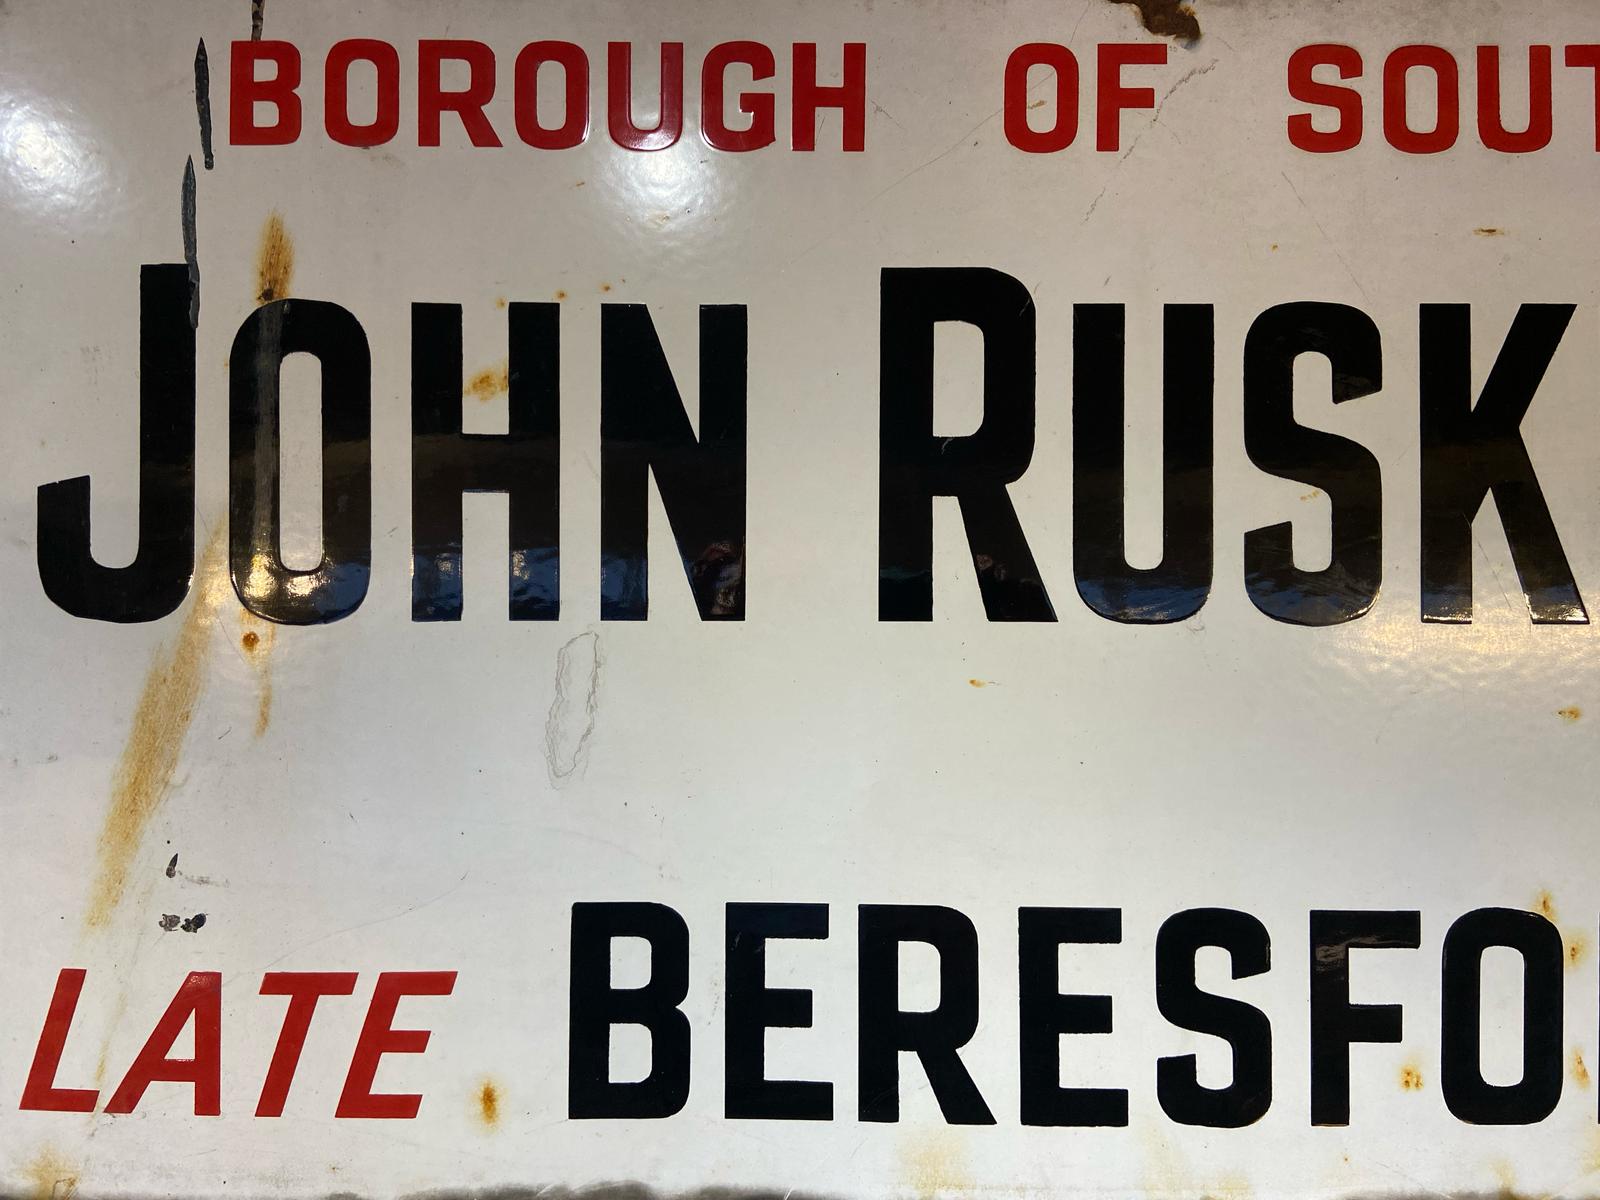 BOROUGH OF SOUT
JOHN RUSK
LATE BERESFO